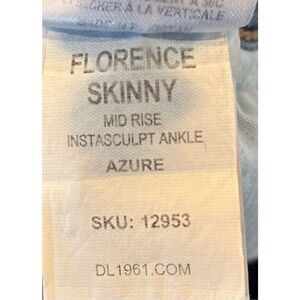 À LA VERTICALE
FLORENCE
SKINNY
MID RISE
INSTASCULPT ANKLE
AZURE
SKU: 12953
DL1961.COM